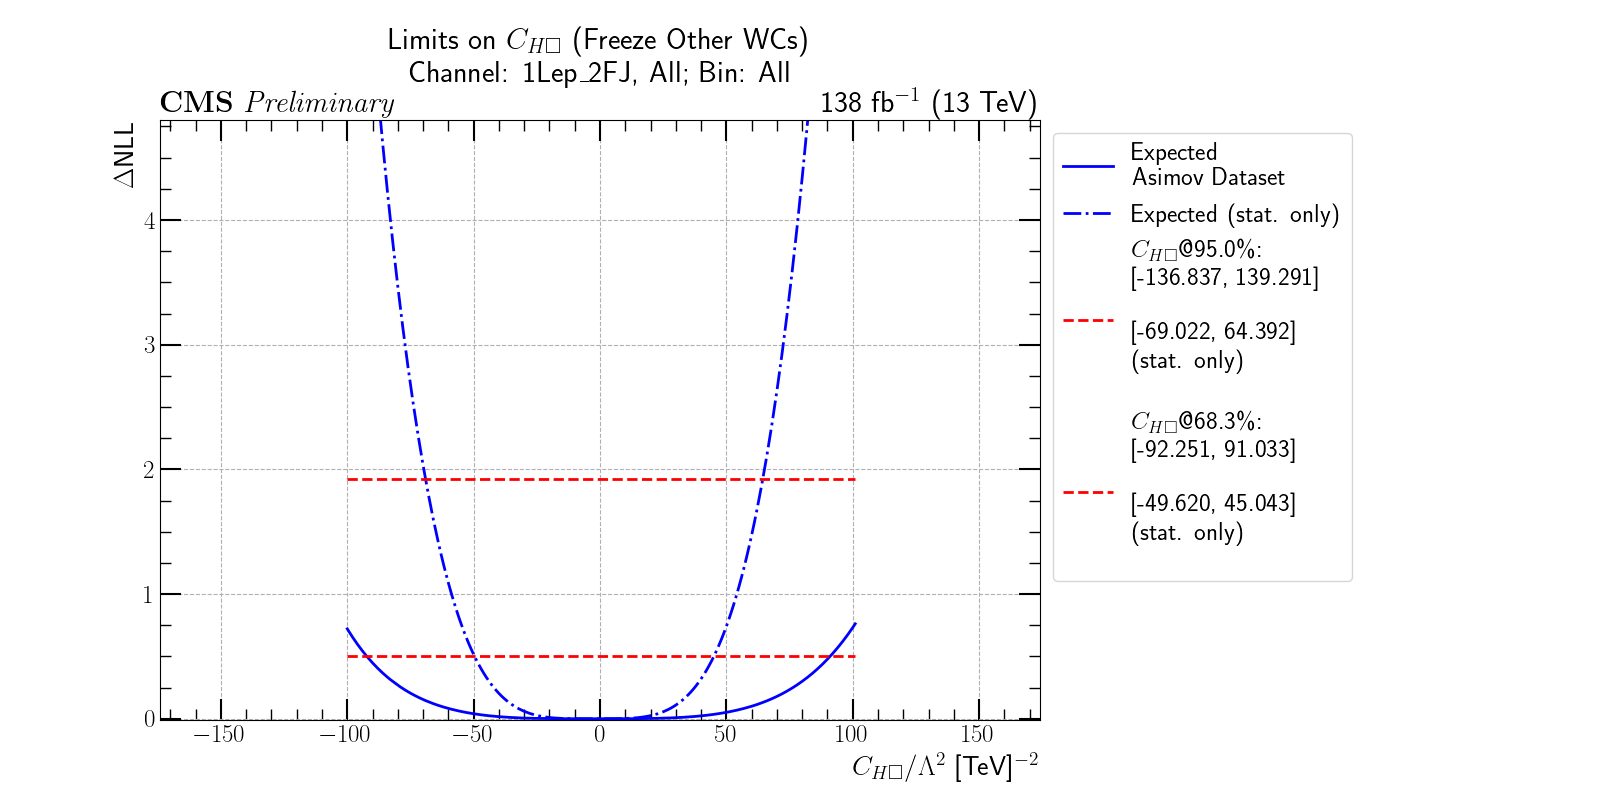 Limits on C_{H□} (Freeze Other WCs)
Channel: 1Lep_2FJ, All; Bin: All
CMS Preliminary
138 fb⁻¹ (13 TeV)
ΔNLL
4
3
2
1
0
−150 −100 −50 0 50 100 150
C_{H□}/Λ² [TeV]⁻²
Expected
Asimov Dataset
Expected (stat. only)
C_{H□}@95.0%:
[-136.837, 139.291]
[-69.022, 64.392]
(stat. only)
C_{H□}@68.3%:
[-92.251, 91.033]
[-49.620, 45.043]
(stat. only)